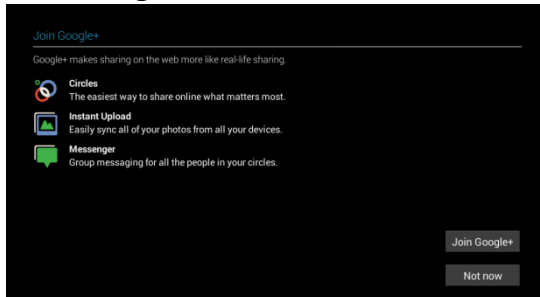 Join Google+
Google+ makes sharing on the web more like real-life sharing.
Circles
The easiest way to share online what matters most.
Instant Upload
Easily sync all of your photos from all your devices.
Messenger
Group messaging for all the people in your circles.
Join Google+
Not now